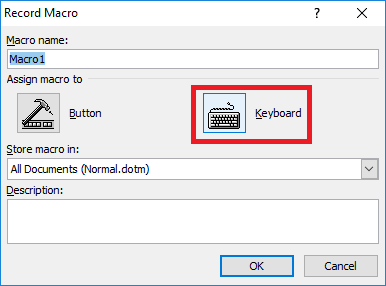 Record Macro
?
Macro name:
Macro1
Assign macro to
Button
Keyboard
Store macro in:
All Documents (Normal.dotm)
Description:
OK
Cancel